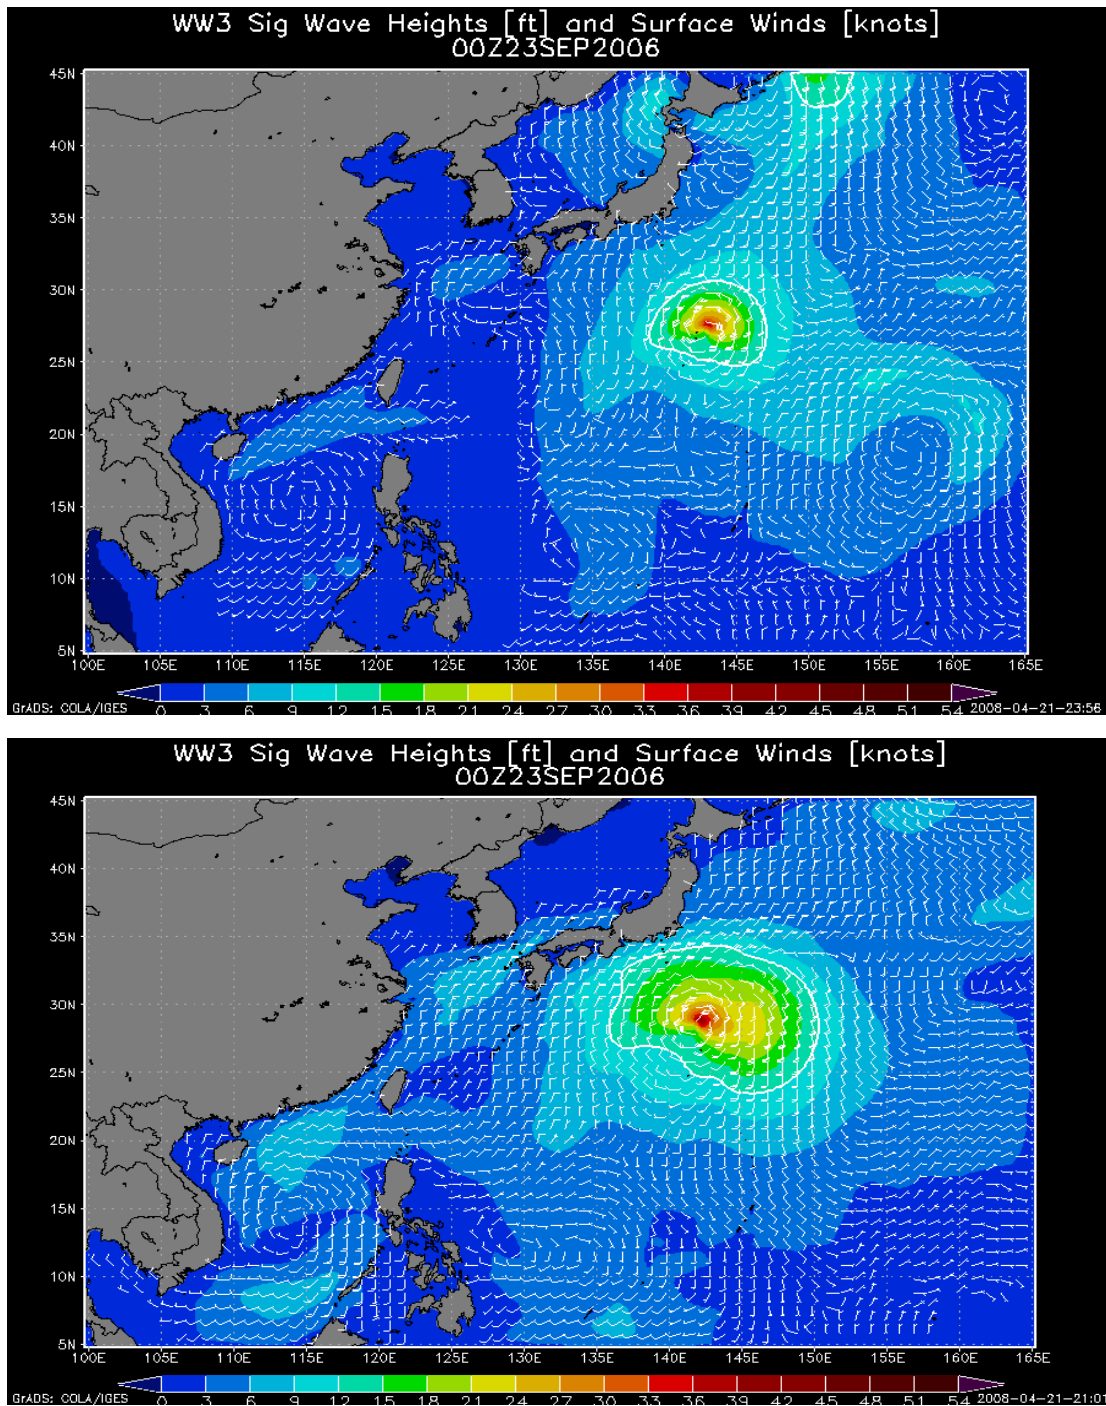 WW3 Sig Wave Heights [ft] and Surface Winds [knots]
00Z23SEP2006
45N
40N
35N
30N
25N
20N
15N
10N
5N
100E 105E 110E 115E 120E 125E 130E 135E 140E 145E 150E 155E 160E 165E
0 3 6 9 12 15 18 21 24 27 30 33 36 39 42 45 48 51 54
GrADS: COLA/IGES 2008-04-21-23:56
WW3 Sig Wave Heights [ft] and Surface Winds [knots]
00Z23SEP2006
45N
40N
35N
30N
25N
20N
15N
10N
5N
100E 105E 110E 115E 120E 125E 130E 135E 140E 145E 150E 155E 160E 165E
0 3 6 9 12 15 18 21 24 27 30 33 36 39 42 45 48 51 54
GrADS: COLA/IGES 2008-04-21-21:01